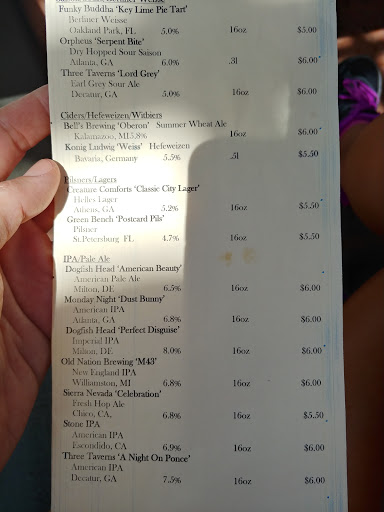 Funky Buddha 'Key Lime Pie Tart'
Berliner Weisse
Oakland Park, FL 5.0% 16oz $5.00
Orpheus 'Serpent Bite'
Dry Hopped Sour Saison
Atlanta, GA 6.0% .3l $6.00
Three Taverns 'Lord Grey'
Earl Grey Sour Ale
Decatur, GA 5.0% 16oz $6.00
Ciders/Hefeweizen/Witbiers
Bell's Brewing 'Oberon' Summer Wheat Ale
Kalamazoo, MI 5.8% 16oz $6.00
Konig Ludwig 'Weiss' Hefeweizen
Bavaria, Germany 5.5% .5l $5.50
Pilsners/Lagers
Creature Comforts 'Classic City Lager'
Helles Lager
Athens, GA 5.2% 16oz $5.50
Green Bench 'Postcard Pils'
Pilsner
St.Petersburg FL 4.7% 16oz $5.50
IPA/Pale Ale
Dogfish Head 'American Beauty'
American Pale Ale
Milton, DE 6.5% 16oz $6.00
Monday Night 'Dust Bunny'
American IPA
Atlanta, GA 6.8% 16oz $6.00
Dogfish Head 'Perfect Disguise'
Imperial IPA
Milton, DE 8.0% 16oz $6.00
Old Nation Brewing 'M43'
New England IPA
Williamston, MI 6.8% 16oz $6.00
Sierra Nevada 'Celebration'
Fresh Hop Ale
Chico, CA, 6.8% 16oz $5.50
Stone IPA
American IPA
Escondido, CA 6.9% 16oz $6.00
Three Taverns 'A Night On Ponce'
American IPA
Decatur, GA 7.5% 16oz $6.00